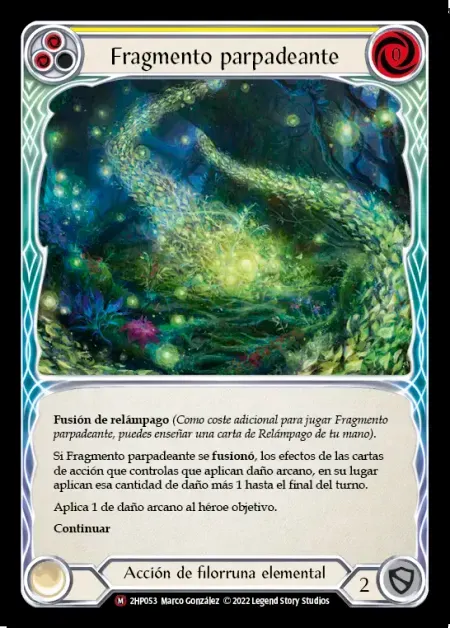 Fragmento parpadeante
0
Fusión de relámpago (Como coste adicional para jugar Fragmento
parpadeante, puedes enseñar una carta de Relámpago de tu mano).
Si Fragmento parpadeante se fusionó, los efectos de las cartas
de acción que controlas que aplican daño arcano, en su lugar
aplican esa cantidad de daño más 1 hasta el final del turno.
Aplica 1 de daño arcano al héroe objetivo.
Continuar
Acción de filorruna elemental
2
M 2HP053 Marco González © 2022 Legend Story Studios